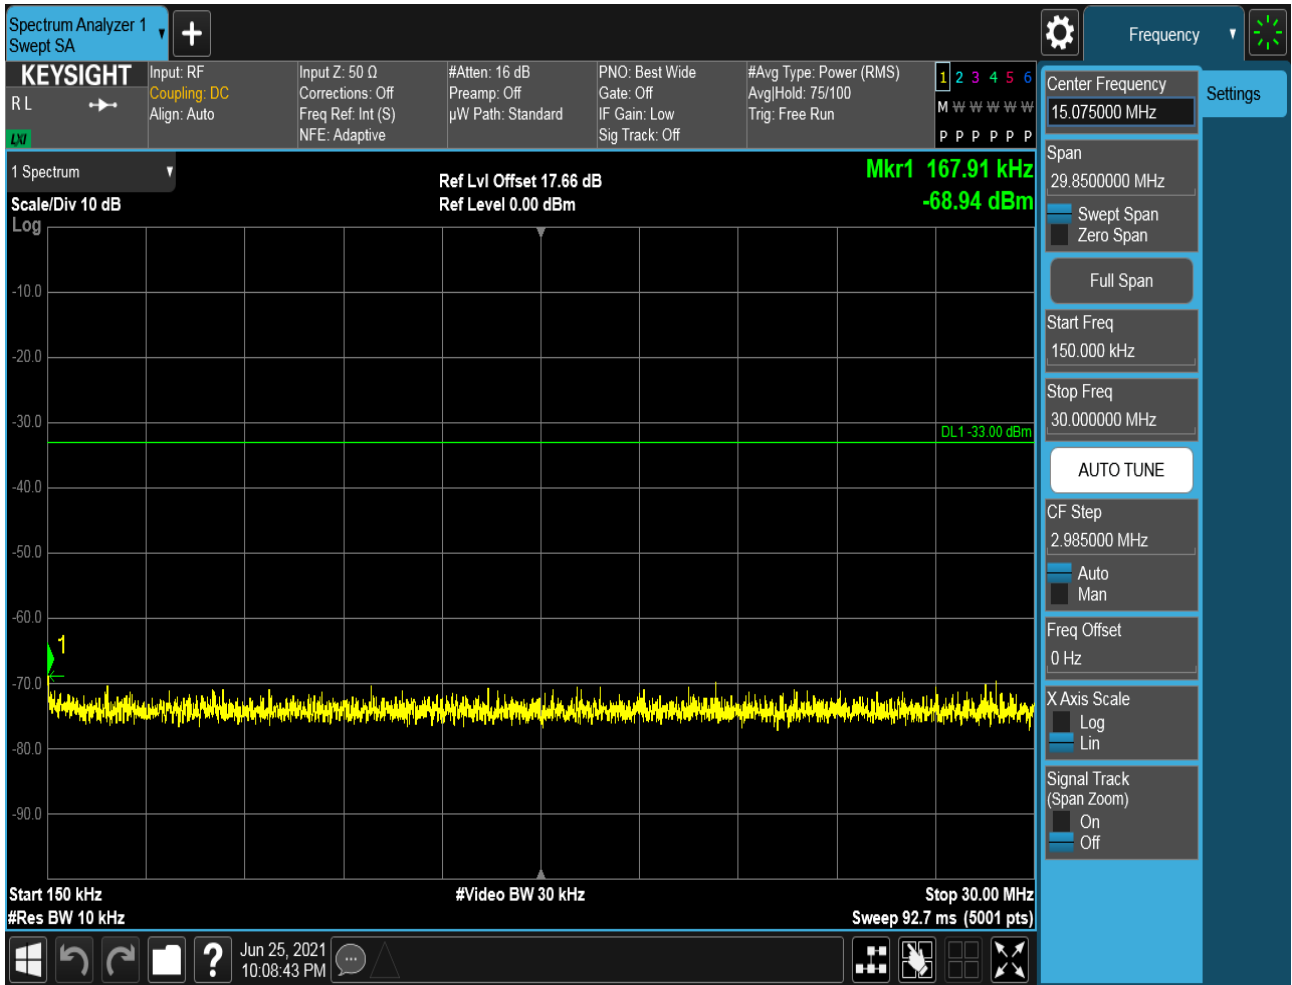 Spectrum Analyzer 1
Swept SA
+
Frequency
KEYSIGHT
R L
LXI
Input: RF
Coupling: DC
Align: Auto
Input Z: 50 Ω
Corrections: Off
Freq Ref: Int (S)
NFE: Adaptive
#Atten: 16 dB
Preamp: Off
µW Path: Standard
PNO: Best Wide
Gate: Off
IF Gain: Low
Sig Track: Off
#Avg Type: Power (RMS)
Avg|Hold: 75/100
Trig: Free Run
1 2 3 4 5 6
M W W W W W
P P P P P P
1 Spectrum
Scale/Div 10 dB
Log
Ref Lvl Offset 17.66 dB
Ref Level 0.00 dBm
Mkr1 167.91 kHz
-68.94 dBm
-10.0
-20.0
-30.0
DL1 -33.00 dBm
-40.0
-50.0
-60.0
1
-70.0
-80.0
-90.0
Start 150 kHz
#Res BW 10 kHz
#Video BW 30 kHz
Stop 30.00 MHz
Sweep 92.7 ms (5001 pts)
Center Frequency
15.075000 MHz
Settings
Span
29.8500000 MHz
Swept Span
Zero Span
Full Span
Start Freq
150.000 kHz
Stop Freq
30.000000 MHz
AUTO TUNE
CF Step
2.985000 MHz
Auto
Man
Freq Offset
0 Hz
X Axis Scale
Log
Lin
Signal Track
(Span Zoom)
On
Off
?
Jun 25, 2021
10:08:43 PM